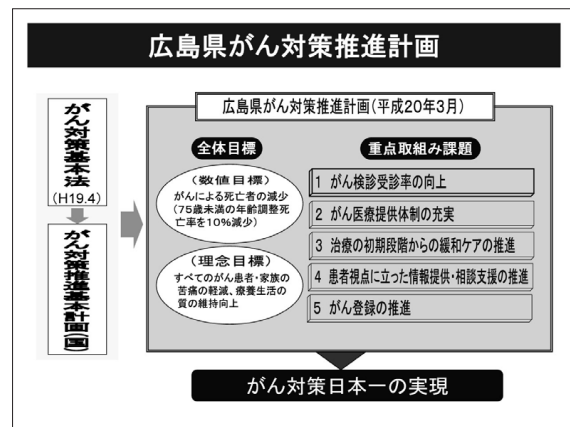 広島県がん対策推進計画
がん対策基本法
(H19.4)
がん対策推進基本計画(国)
広島県がん対策推進計画(平成20年3月)
全体目標
(数値目標)
がんによる死亡者の減少
(75歳未満の年齢調整死
亡率を10%減少)
(理念目標)
すべてのがん患者・家族の
苦痛の軽減、療養生活の
質の維持向上
重点取組み課題
1 がん検診受診率の向上
2 がん医療提供体制の充実
3 治療の初期段階からの緩和ケアの推進
4 患者視点に立った情報提供・相談支援の推進
5 がん登録の推進
がん対策日本一の実現